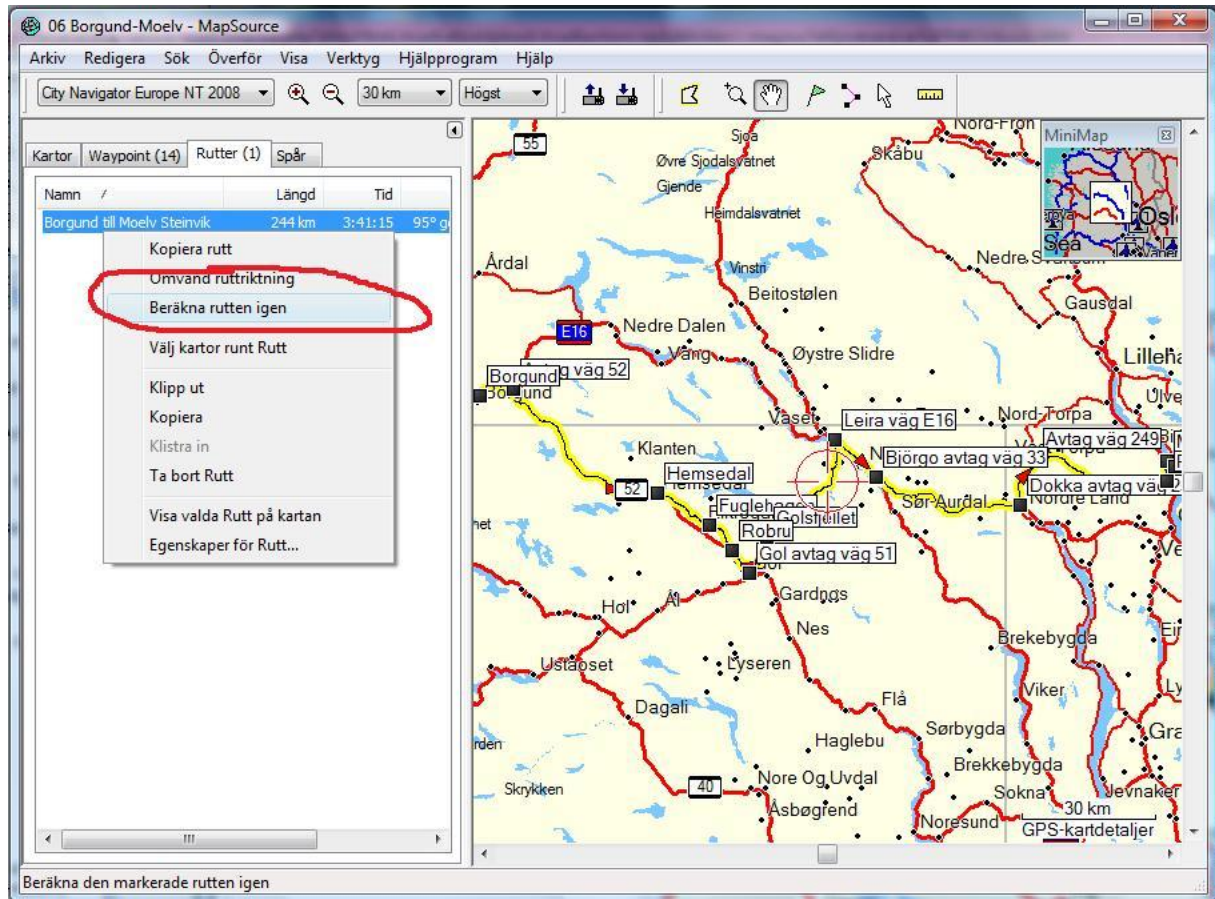 06 Borgund-Moelv - MapSource
Arkiv Redigera Sök Överför Visa Verktyg Hjälpprogram Hjälp
City Navigator Europe NT 2008 30 km Högst
Kartor Waypoint (14) Rutter (1) Spår
Namn / Längd Tid
Borgund till Moelv Steinvik 244 km 3:41:15 95° g
Kopiera rutt
Omvänd ruttriktning
Beräkna rutten igen
Välj kartor runt Rutt
Klipp ut
Kopiera
Klistra in
Ta bort Rutt
Visa valda Rutt på kartan
Egenskaper för Rutt...
MiniMap
Nord-Fron
55
Sjoa
Øvre Sjodalsvatnet
Skåbu
Gjende
Heimdalsvatnet
Årdal
Vinstri
Nedre
Beitostølen
Gausdal
E16
Nedre Dalen
Vang
Øystre Slidre
Lilleha
Borgund
väg 52
Vaset
Leira väg E16
Nord-Torpa
Avtag väg 249
Klanten
Björgo avtag väg 33
Hemsedal
52
Dokka avtag väg 2
Sør-Aurdal
Nordre Land
Golsfjellet
Robru
Gol avtag väg 51
Gardnos
Hol
Ål
Nes
Brekebygda
Ustaoset
Lyseren
Viker
Flå
Dagali
Sørbygda
Haglebu
Brekkebygda
Nore Og Uvdal
Skrykken
40
Sokna
Jevnaker
Åsbøgrend
Noresund
30 km
GPS-kartdetaljer
Beräkna den markerade rutten igen